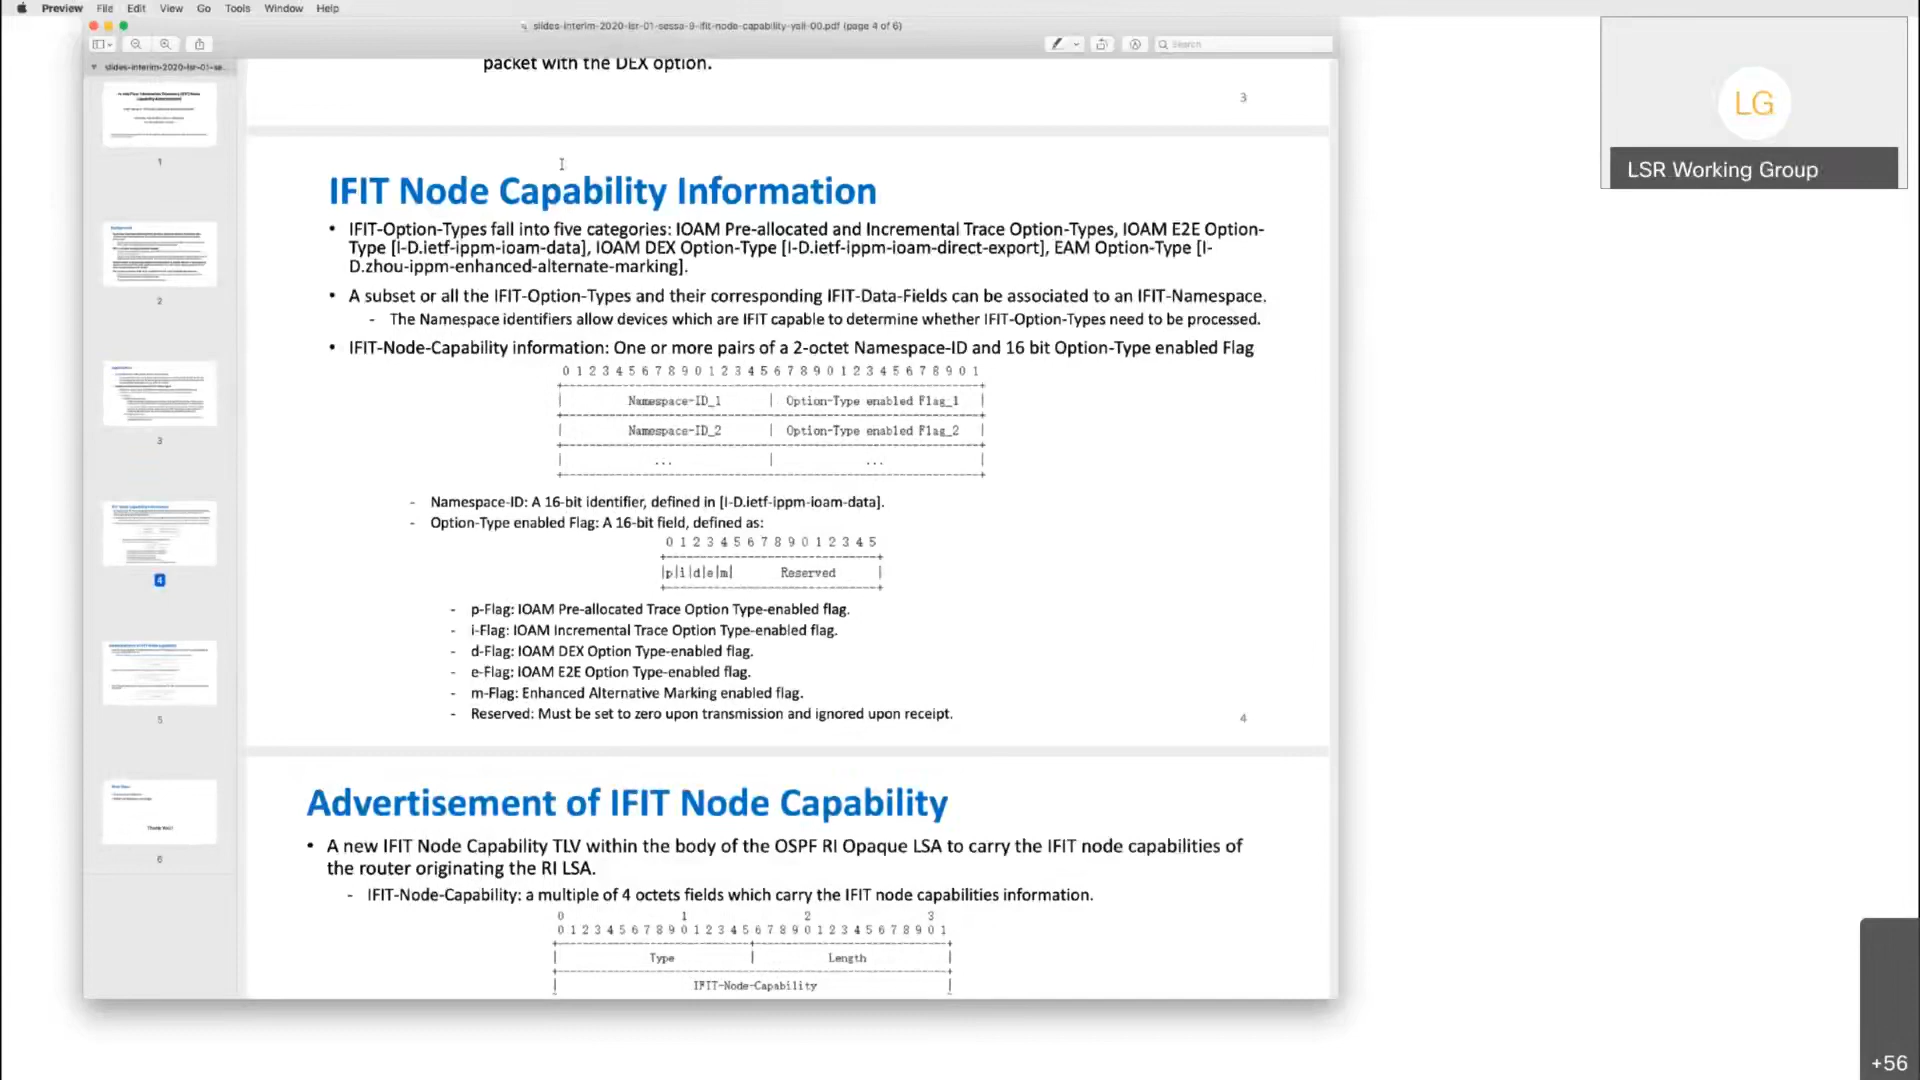 Preview File Edit View Go Tools Window Help
slides-interim-2020-lsr-01-sessa-9-ifit-node-capability-yali-00.pdf (page 4 of 6)
Search
slides-interim-2020-lsr-01-se...
packet with the DEX option.
3
IFIT Node Capability Information
• IFIT-Option-Types fall into five categories: IOAM Pre-allocated and Incremental Trace Option-Types, IOAM E2E Option-
Type [I-D.ietf-ippm-ioam-data], IOAM DEX Option-Type [I-D.ietf-ippm-ioam-direct-export], EAM Option-Type [I-
D.zhou-ippm-enhanced-alternate-marking].
• A subset or all the IFIT-Option-Types and their corresponding IFIT-Data-Fields can be associated to an IFIT-Namespace.
- The Namespace identifiers allow devices which are IFIT capable to determine whether IFIT-Option-Types need to be processed.
• IFIT-Node-Capability information: One or more pairs of a 2-octet Namespace-ID and 16 bit Option-Type enabled Flag
0 1 2 3 4 5 6 7 8 9 0 1 2 3 4 5 6 7 8 9 0 1 2 3 4 5 6 7 8 9 0 1
| Namespace-ID_1 | Option-Type enabled Flag_1 |
| Namespace-ID_2 | Option-Type enabled Flag_2 |
| ... | ... |
- Namespace-ID: A 16-bit identifier, defined in [I-D.ietf-ippm-ioam-data].
- Option-Type enabled Flag: A 16-bit field, defined as:
0 1 2 3 4 5 6 7 8 9 0 1 2 3 4 5
|p|i|d|e|m| Reserved |
- p-Flag: IOAM Pre-allocated Trace Option Type-enabled flag.
- i-Flag: IOAM Incremental Trace Option Type-enabled flag.
- d-Flag: IOAM DEX Option Type-enabled flag.
- e-Flag: IOAM E2E Option Type-enabled flag.
- m-Flag: Enhanced Alternative Marking enabled flag.
- Reserved: Must be set to zero upon transmission and ignored upon receipt.
4
Advertisement of IFIT Node Capability
• A new IFIT Node Capability TLV within the body of the OSPF RI Opaque LSA to carry the IFIT node capabilities of
the router originating the RI LSA.
- IFIT-Node-Capability: a multiple of 4 octets fields which carry the IFIT node capabilities information.
0 1 2 3
0 1 2 3 4 5 6 7 8 9 0 1 2 3 4 5 6 7 8 9 0 1 2 3 4 5 6 7 8 9 0 1
| Type | Length |
| IFIT-Node-Capability |
1
2
3
4
5
Thank You!
6
LG
LSR Working Group
+56